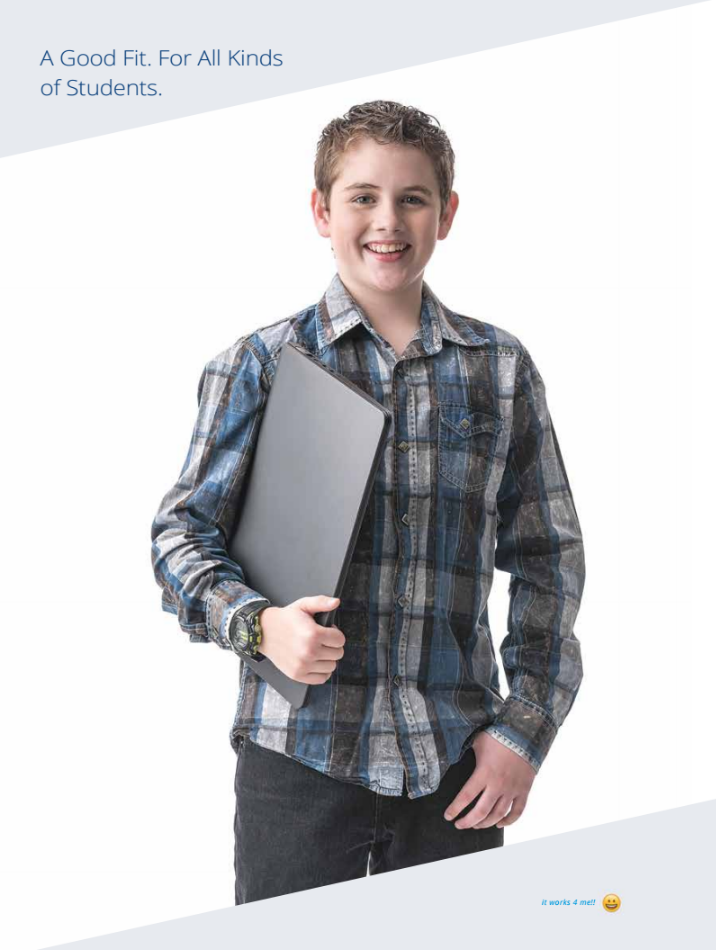 A Good Fit. For All Kinds
of Students.
It works 4 me!! 😀